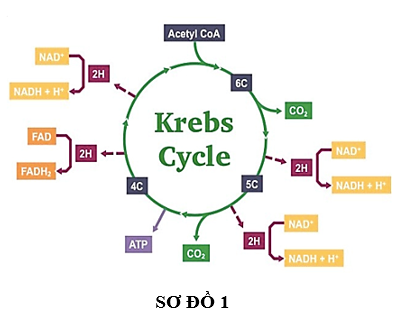 Acetyl CoA
NAD⁺
2H
NADH + H⁺
6C
CO₂
Krebs
Cycle
FAD
2H
FADH₂
NAD⁺
2H
NADH + H⁺
4C
5C
NAD⁺
2H
NADH + H⁺
ATP
CO₂
SƠ ĐỒ 1